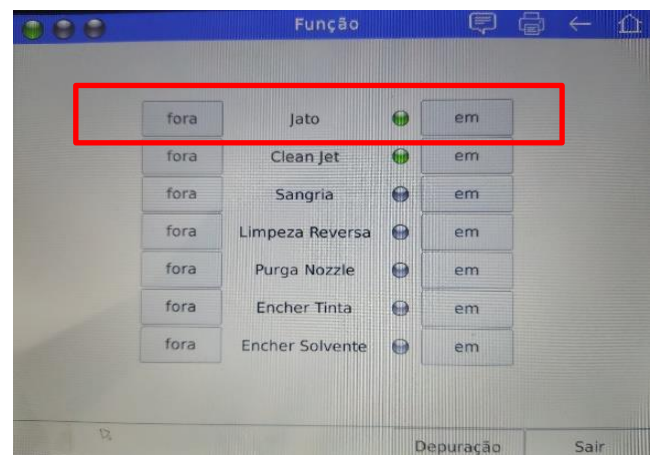 Função
fora Jato em
fora Clean Jet em
fora Sangria em
fora Limpeza Reversa em
fora Purga Nozzle em
fora Encher Tinta em
fora Encher Solvente em
Depuração Sair